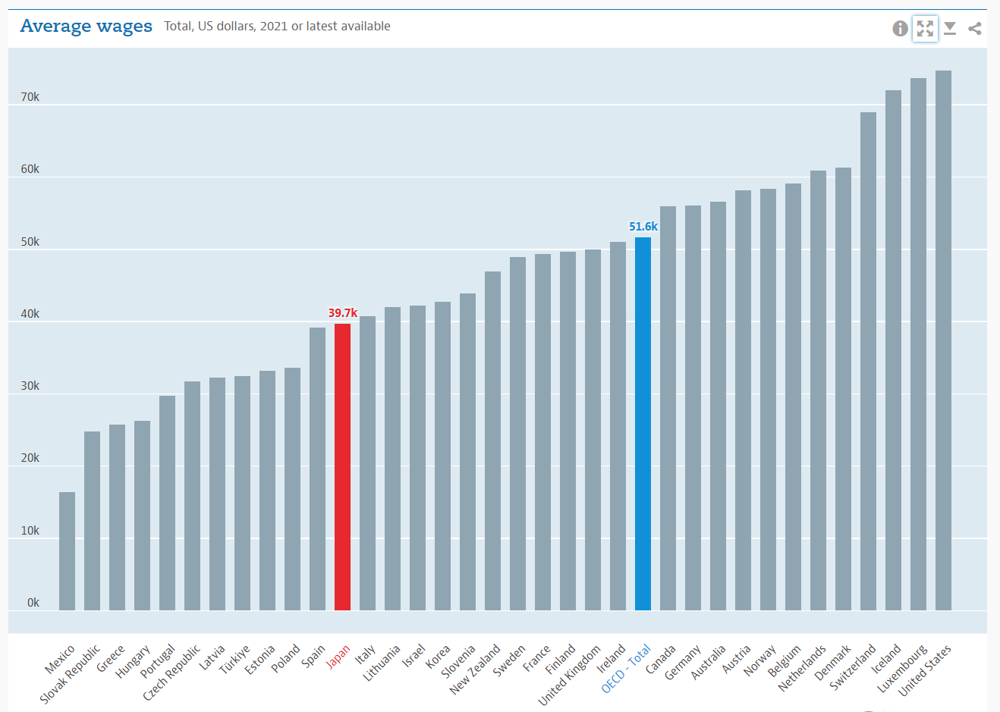 Average wages Total, US dollars, 2021 or latest available
70k
60k
50k
40k
30k
20k
10k
0k
39.7k
51.6k
Mexico
Slovak Republic
Greece
Hungary
Portugal
Czech Republic
Latvia
Türkiye
Estonia
Poland
Spain
Japan
Italy
Lithuania
Israel
Korea
Slovenia
New Zealand
Sweden
France
Finland
United Kingdom
Ireland
OECD - Total
Canada
Germany
Australia
Austria
Norway
Belgium
Netherlands
Denmark
Switzerland
Iceland
Luxembourg
United States